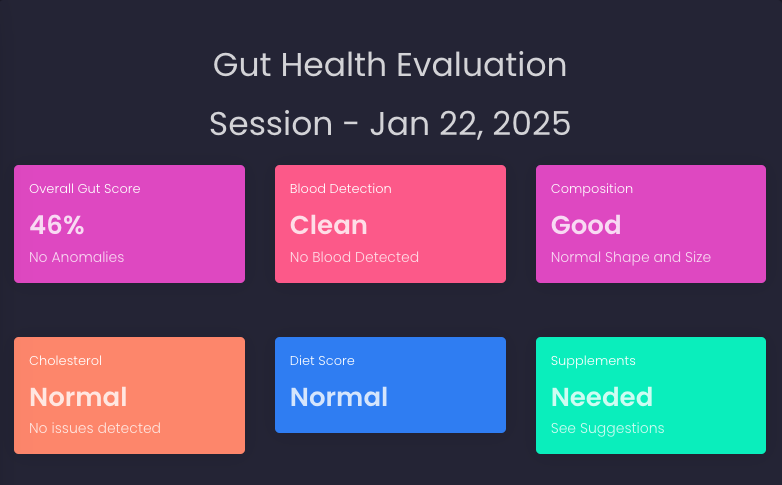 Gut Health Evaluation
Session - Jan 22, 2025
Overall Gut Score
46%
No Anomalies
Blood Detection
Clean
No Blood Detected
Composition
Good
Normal Shape and Size
Cholesterol
Normal
No issues detected
Diet Score
Normal
Supplements
Needed
See Suggestions